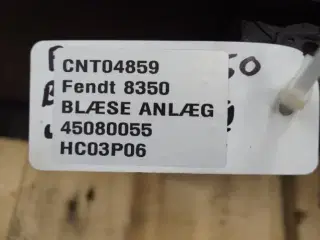 CNT04859
Fendt 8350
BLÆSE ANLÆG
45080055
HC03P06